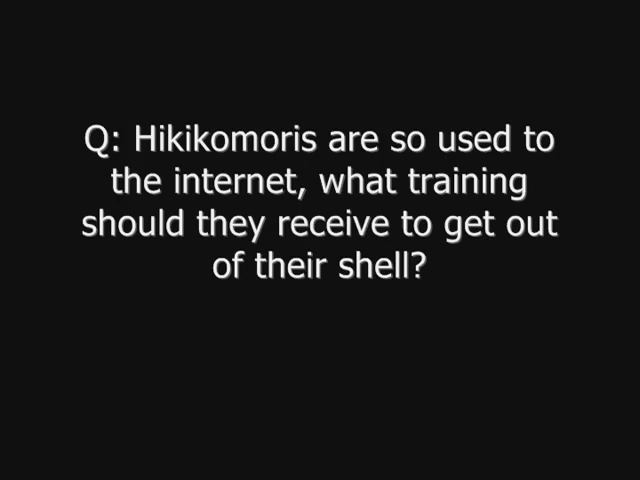 Q: Hikikomoris are so used to
the internet, what training
should they receive to get out
of their shell?